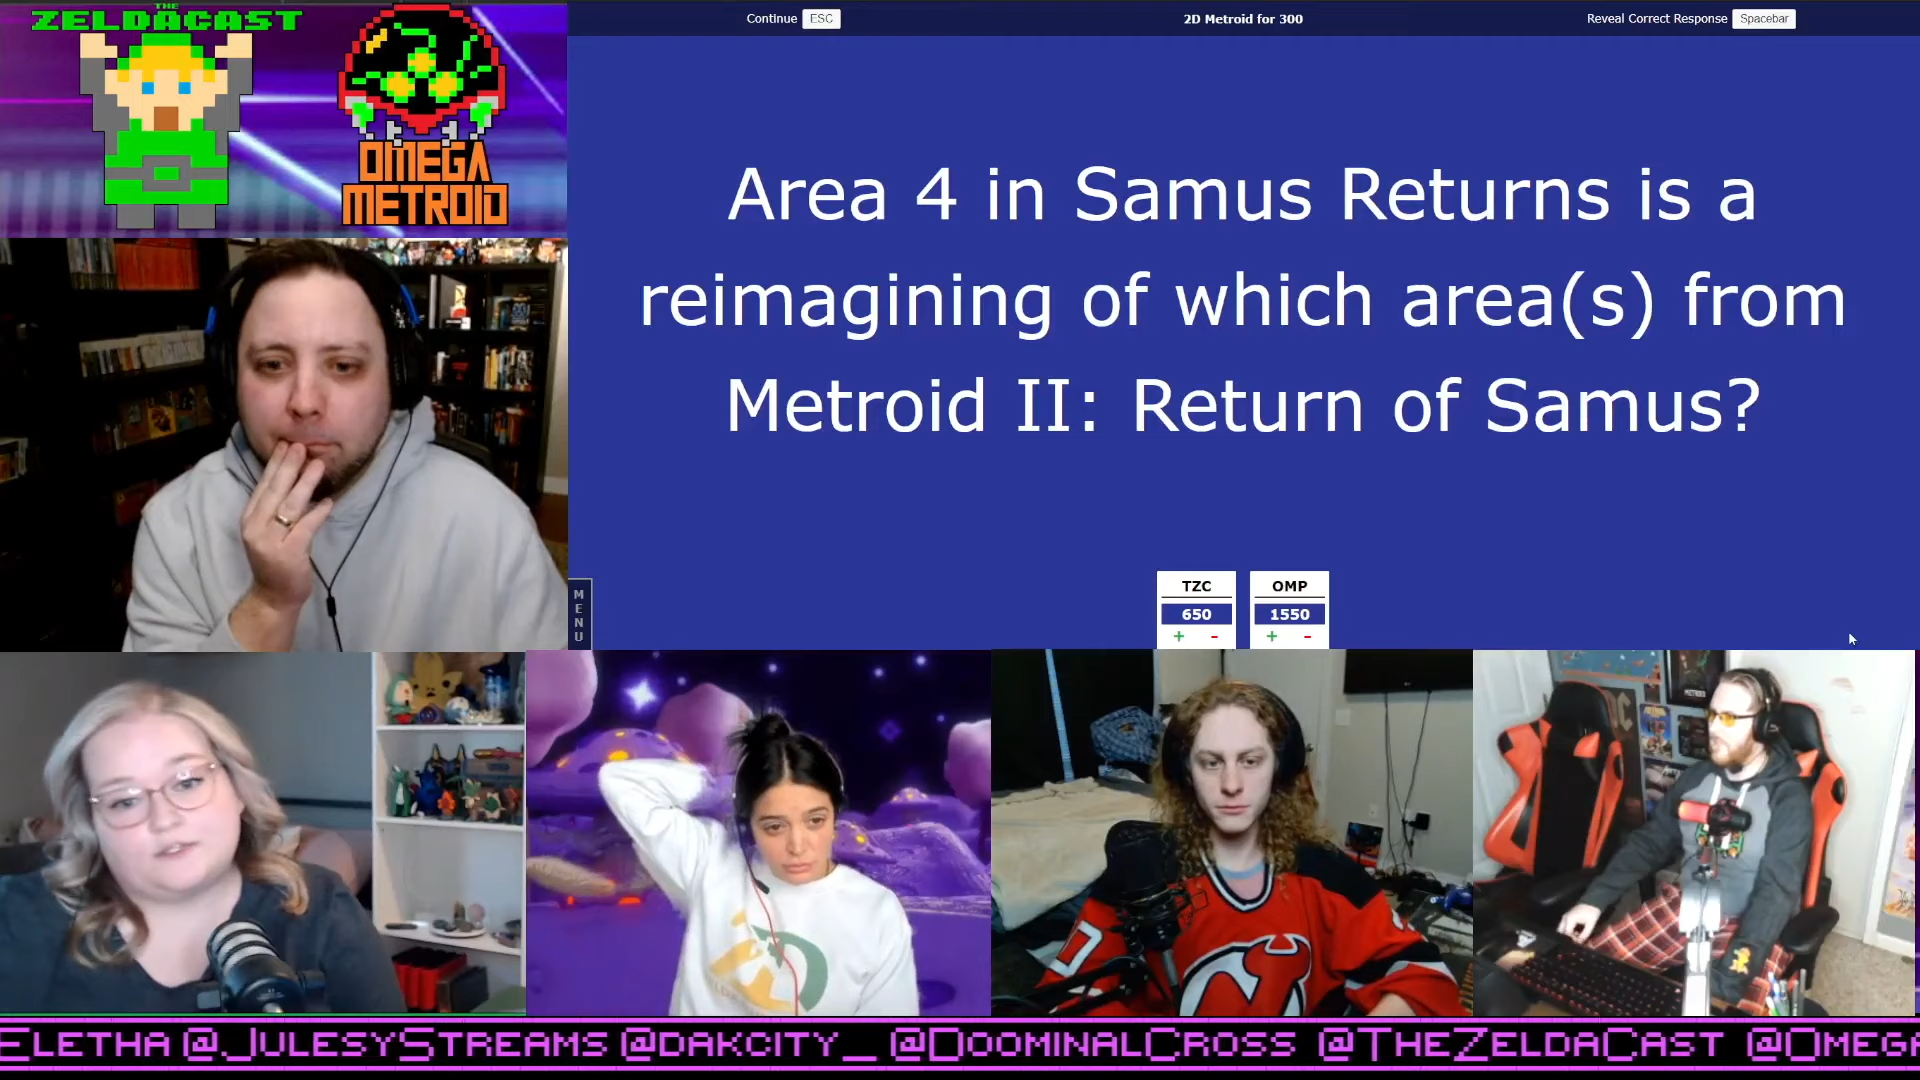 THE
ZELDACAST
OMEGA
METROID
Continue ESC
2D Metroid for 300
Reveal Correct Response Spacebar
Area 4 in Samus Returns is a
reimagining of which area(s) from
Metroid II: Return of Samus?
MENU
TZC
650
+ -
OMP
1550
+ -
ELETHA @JULESYSTREAMS @DAKCITY_ @DOOMINALCROSS @THEZELDACAST @OMEGA